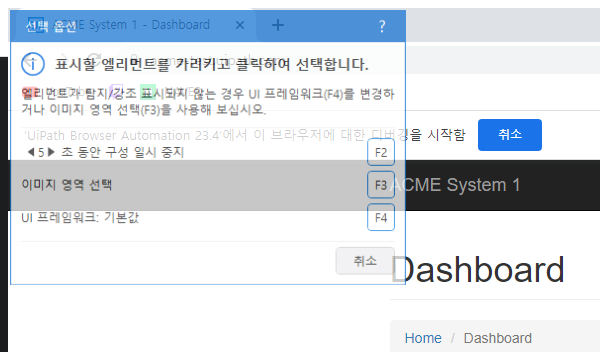 선택 옵션
ACME System 1 - Dashboard
?
표시할 엘리먼트를 가리키고 클릭하여 선택합니다.
엘리먼트가 탐지/강조 표시되지 않는 경우 UI 프레임워크(F4)를 변경하
거나 이미지 영역 선택(F3)을 사용해 보십시오.
'UiPath Browser Automation 23.4'에서 이 브라우저에 대한 디버깅을 시작함
취소
5 초 동안 구성 일시 중지
F2
이미지 영역 선택
F3
ACME System 1
UI 프레임워크: 기본값
F4
취소
Dashboard
Home / Dashboard